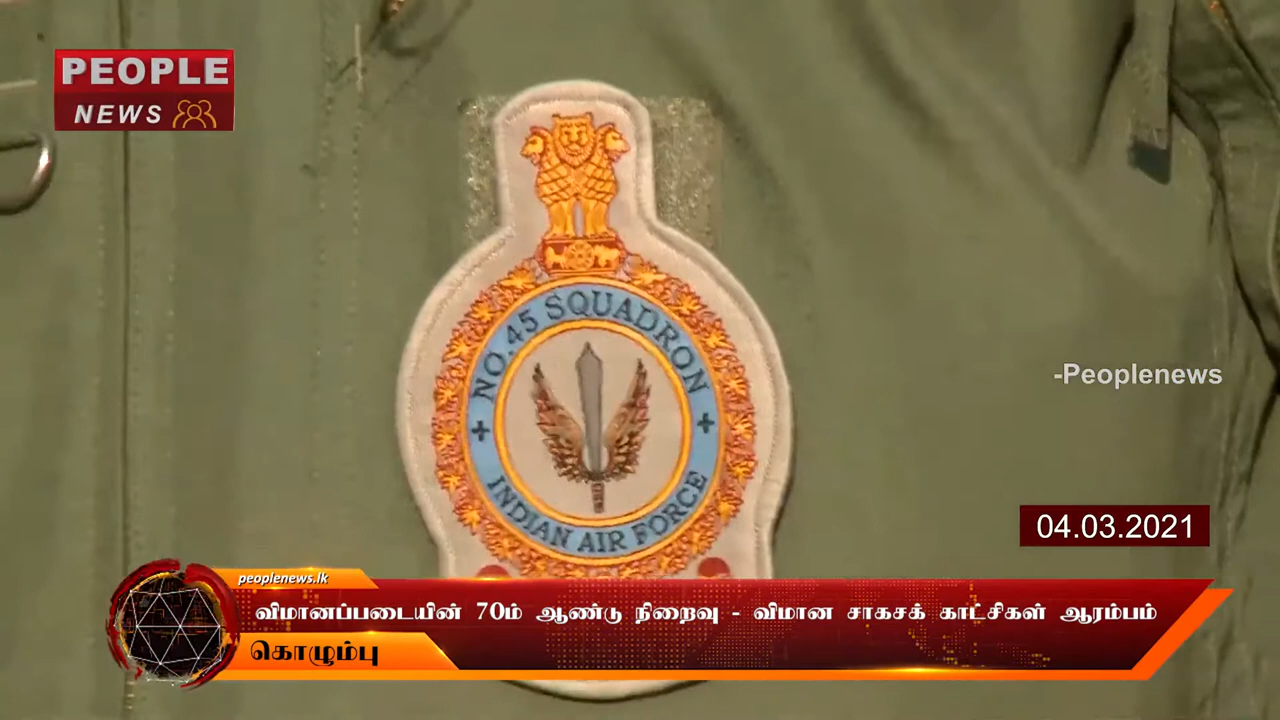 PEOPLE
NEWS
NO.45 SQUADRON
INDIAN AIR FORCE
-Peoplenews
04.03.2021
peoplenews.lk
விமானப்படையின் 70ம் ஆண்டு நிறைவு - விமான சாகசக் காட்சிகள் ஆரம்பம்
கொழும்பு